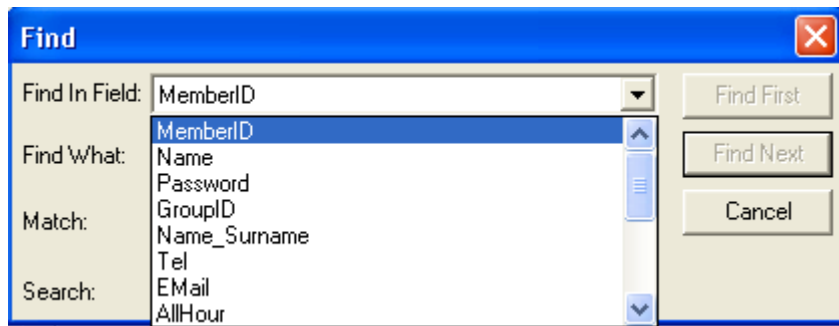 Find
Find In Field: MemberID
Find First
MemberID
Find What: Name
Find Next
Password
GroupID
Cancel
Match:
Name_Surname
Tel
Search: EMail
AllHour